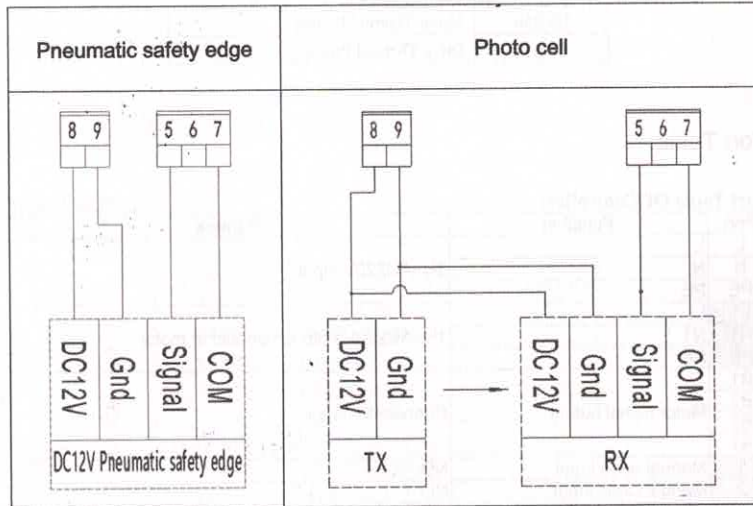 Pneumatic safety edge
Photo cell
8 9
5 6 7
8 9
5 6 7
DC12V
Gnd
Signal
COM
DC12V Pneumatic safety edge
DC12V
Gnd
TX
DC12V
Gnd
Signal
COM
RX